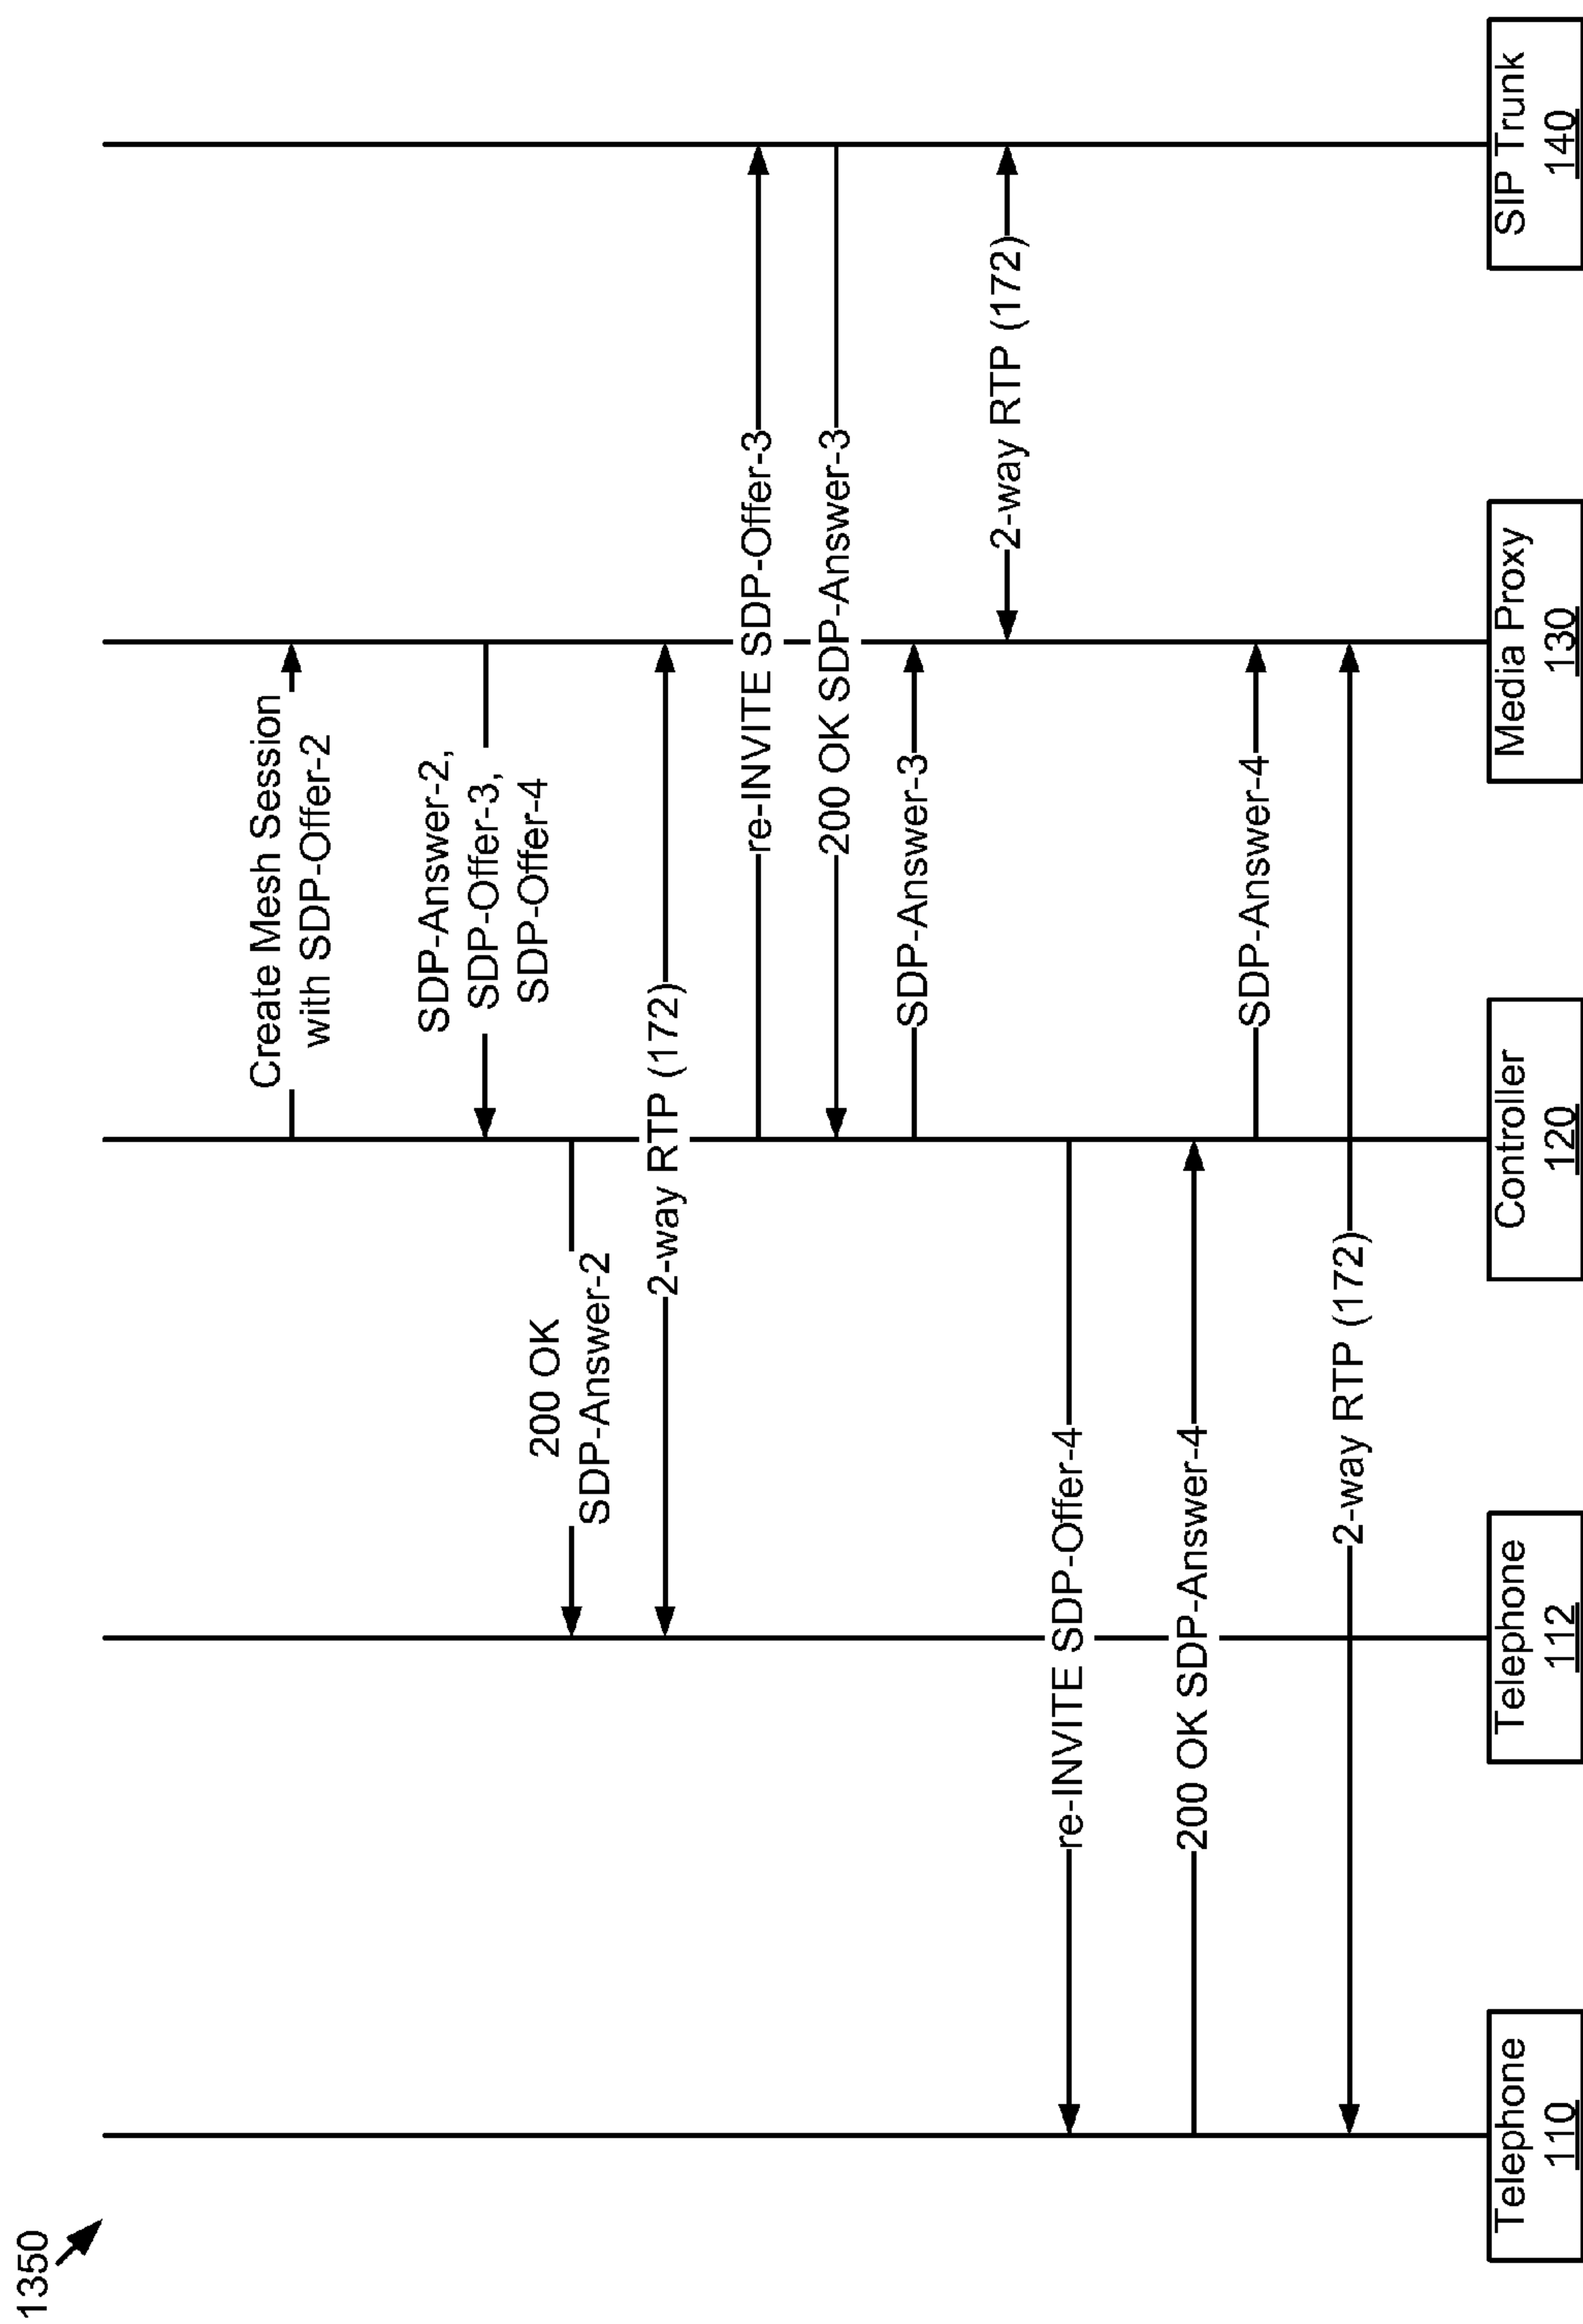 1350
Create Mesh Session
with SDP-Offer-2
SDP-Answer-2,
SDP-Offer-3,
SDP-Offer-4
200 OK
SDP-Answer-2
2-way RTP (172)
re-INVITE SDP-Offer-3
200 OK SDP-Answer-3
SDP-Answer-3
2-way RTP (172)
re-INVITE SDP-Offer-4
200 OK SDP-Answer-4
SDP-Answer-4
2-way RTP (172)
Telephone
110
Telephone
112
Controller
120
Media Proxy
130
SIP Trunk
140